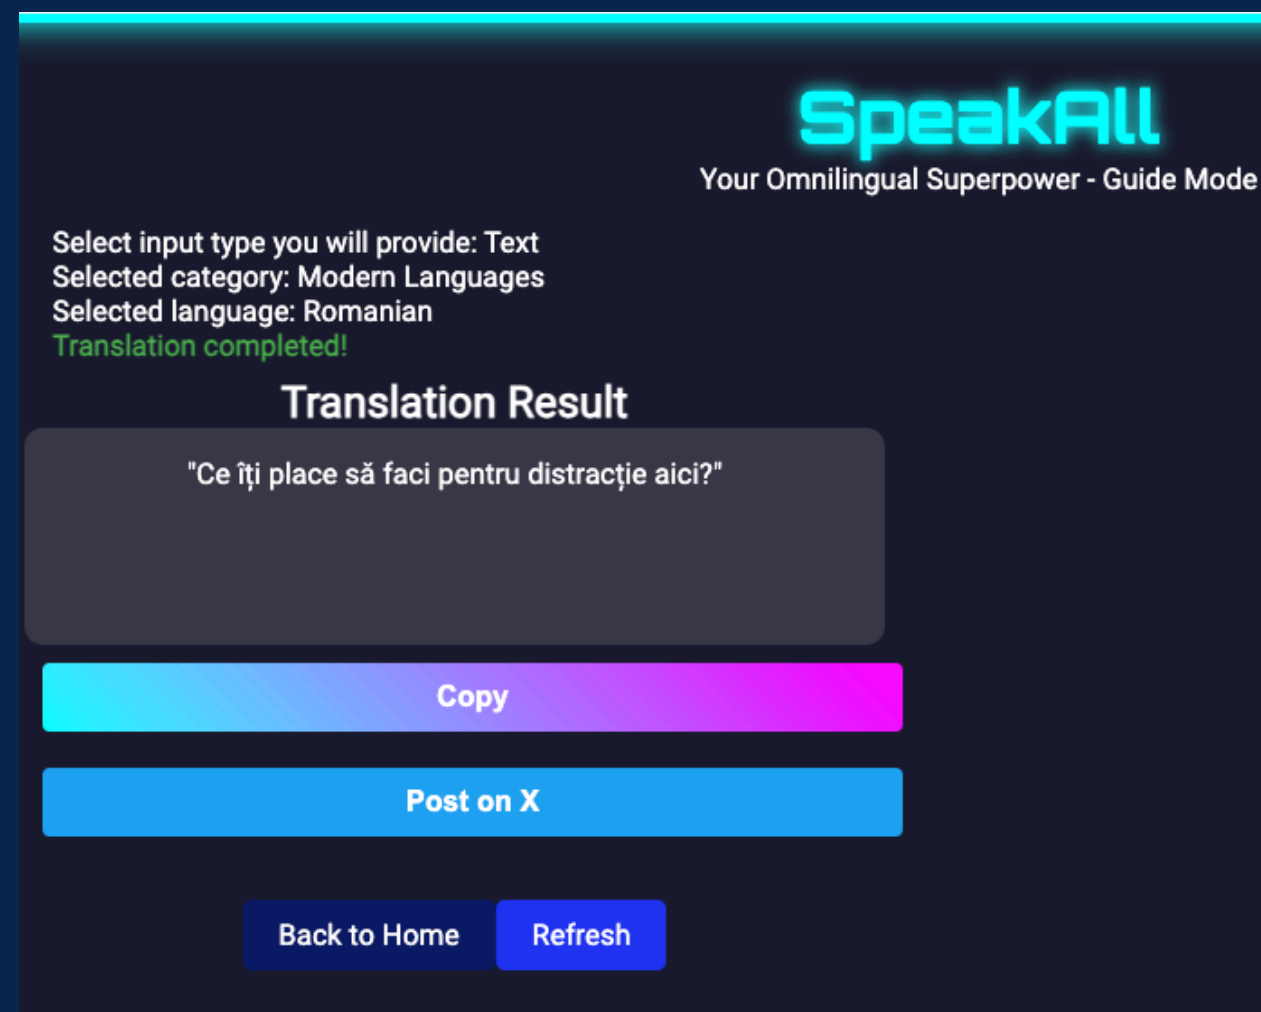 SpeakAll
Your Omnilingual Superpower - Guide Mode
Select input type you will provide: Text
Selected category: Modern Languages
Selected language: Romanian
Translation completed!
Translation Result
"Ce îți place să faci pentru distracție aici?"
Copy
Post on X
Back to Home
Refresh